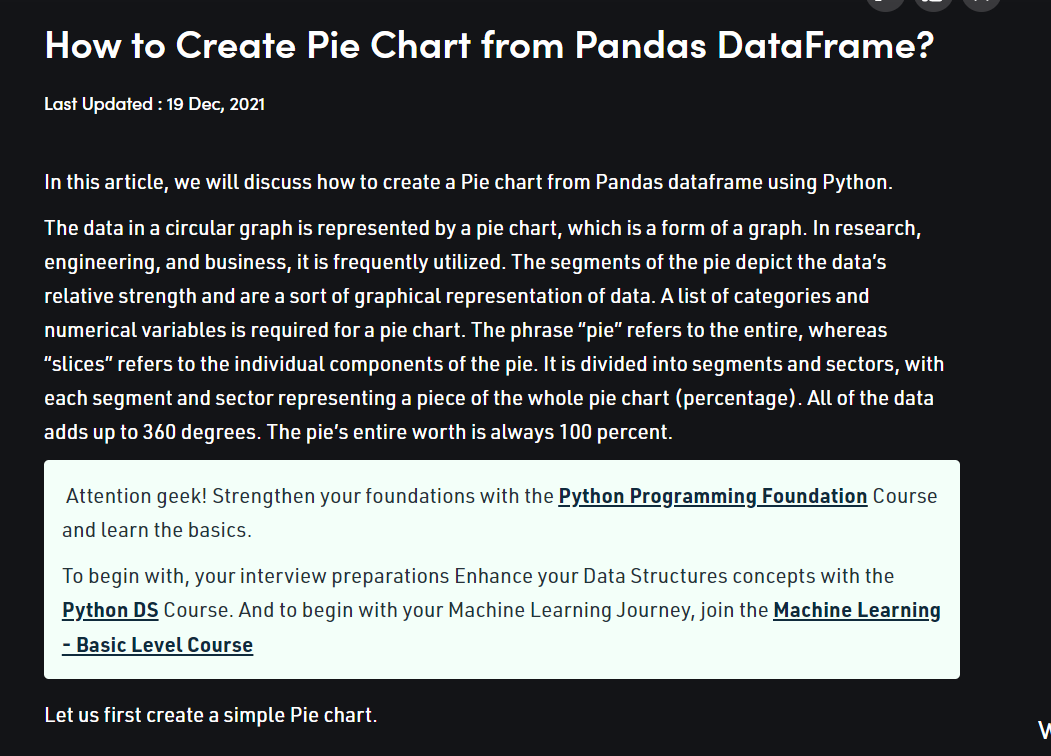 How to Create Pie Chart from Pandas DataFrame?
Last Updated : 19 Dec, 2021
In this article, we will discuss how to create a Pie chart from Pandas dataframe using Python.
The data in a circular graph is represented by a pie chart, which is a form of a graph. In research,
engineering, and business, it is frequently utilized. The segments of the pie depict the data’s
relative strength and are a sort of graphical representation of data. A list of categories and
numerical variables is required for a pie chart. The phrase “pie” refers to the entire, whereas
“slices” refers to the individual components of the pie. It is divided into segments and sectors, with
each segment and sector representing a piece of the whole pie chart (percentage). All of the data
adds up to 360 degrees. The pie’s entire worth is always 100 percent.
Attention geek! Strengthen your foundations with the Python Programming Foundation Course
and learn the basics.
To begin with, your interview preparations Enhance your Data Structures concepts with the
Python DS Course. And to begin with your Machine Learning Journey, join the Machine Learning
- Basic Level Course
Let us first create a simple Pie chart.